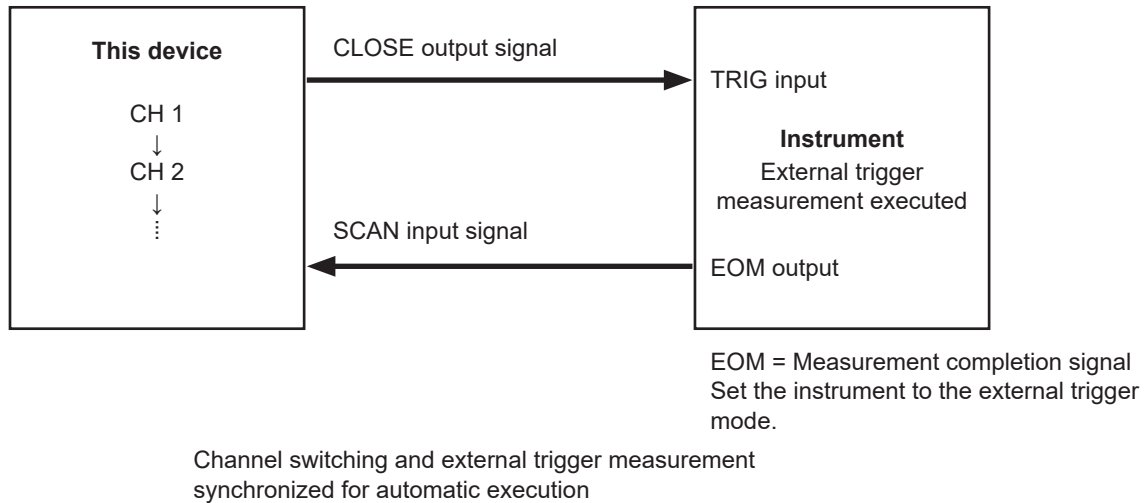 This device
CH 1
↓
CH 2
↓
CLOSE output signal
SCAN input signal
TRIG input
Instrument
External trigger
measurement executed
EOM output
EOM = Measurement completion signal
Set the instrument to the external trigger
mode.
Channel switching and external trigger measurement
synchronized for automatic execution